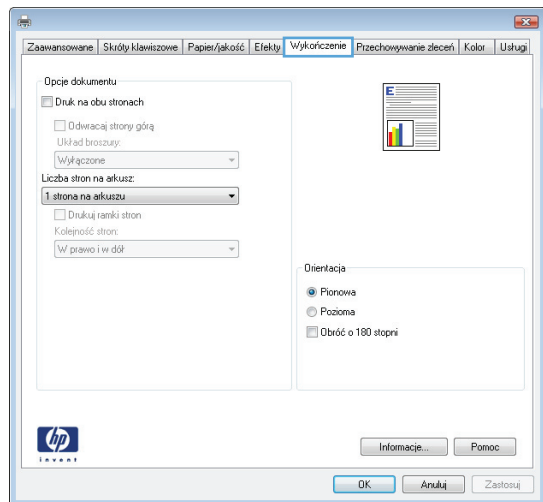 Zaawansowane Skróty klawiszowe Papier/jakość Efekty Wykończenie Przechowywanie zleceń Kolor Usługi
Opcje dokumentu
Druk na obu stronach
Odwracaj strony górą
Układ broszury:
Wyłączone
Liczba stron na arkusz:
1 strona na arkuszu
Drukuj ramki stron
Kolejność stron:
W prawo i w dół
E
Orientacja
Pionowa
Pozioma
Obróć o 180 stopni
hp
invent
Informacje... Pomoc
OK Anuluj Zastosuj